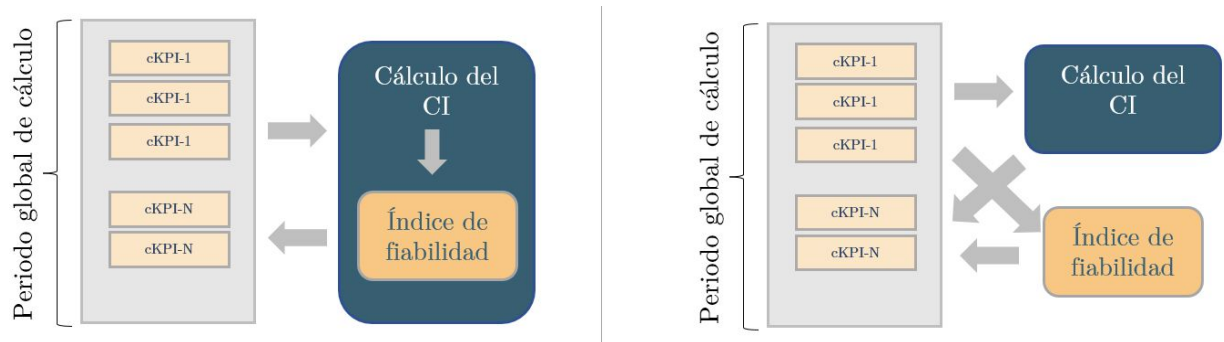 Periodo global de cálculo
cKPI-1
cKPI-1
cKPI-1
cKPI-N
cKPI-N
Cálculo del
CI
Índice de
fiabilidad
Periodo global de cálculo
cKPI-1
cKPI-1
cKPI-1
cKPI-N
cKPI-N
Cálculo del
CI
Índice de
fiabilidad